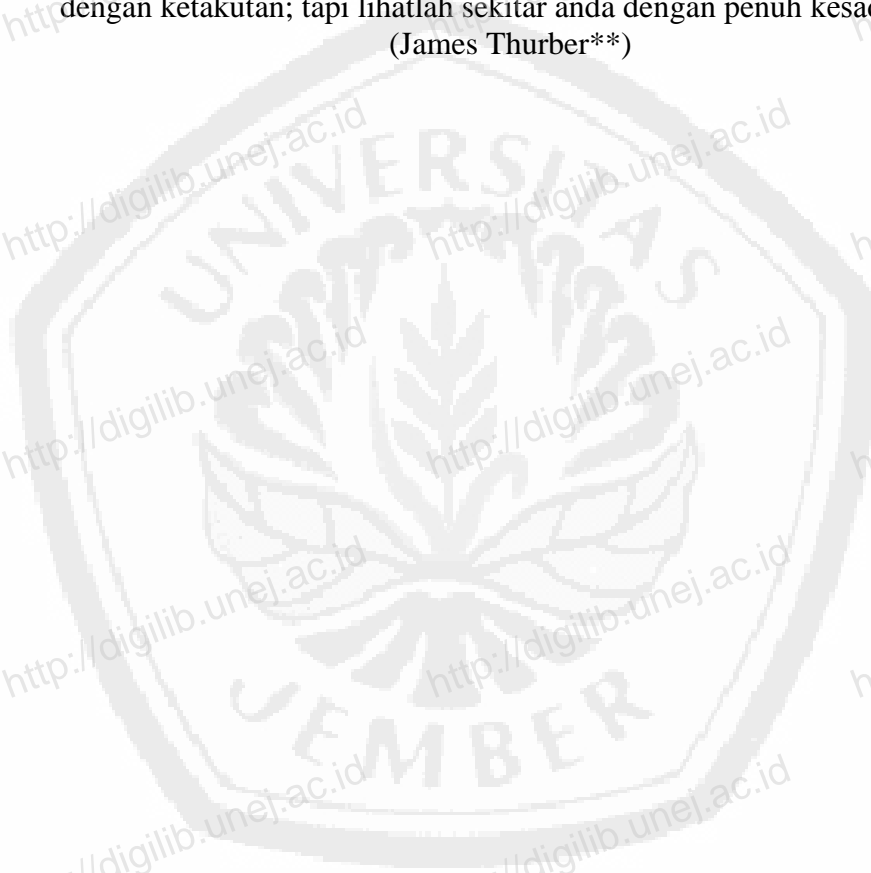 dengan ketakutan; tapi lihatlah sekitar anda dengan penuh
(James Thurber**)
http://digilib.unej.ac.id http://digilib.unej.ac.id
UNIVERSITAS
http://digilib.unej.ac.id http://digilib.unej.ac.id
http://digilib.unej.ac.id http://digilib.unej.ac.id
JEMBER
http://digilib.unej.ac.id http://digilib.unej.ac.id